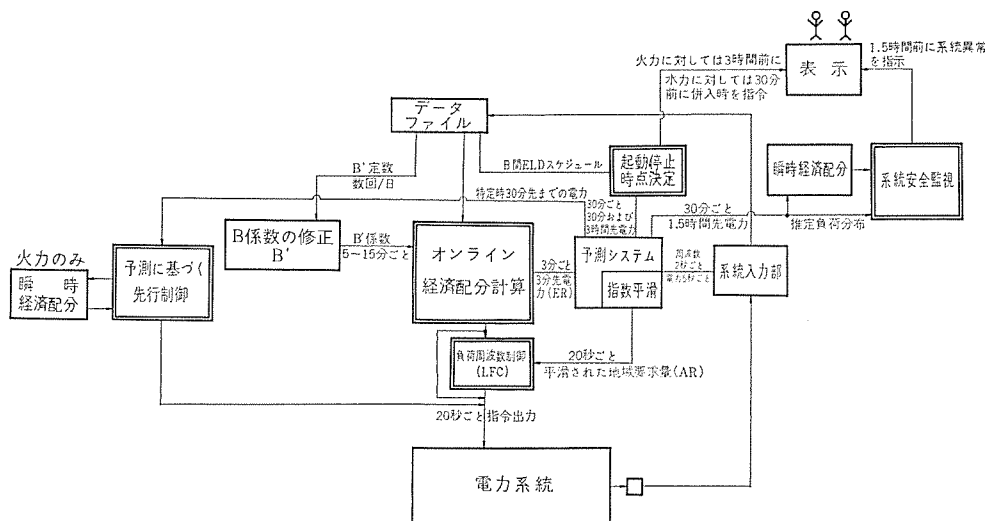 火力に対しては3時間前に
水力に対しては30分
前に併入時を指令
表示
1.5時間前に系統異常
を指示
データ
ファイル
B'定数
数回/日
日間ELDスケジュール
起動停止
時点決定
瞬時経済配分
系統安全監視
特定時30分先までの電力
30分ごと
30分および
3時間先電力
30分ごと
1.5時間先電力
推定負荷分布
B係数の修正
B'
B'係数
5~15分ごと
オンライン
経済配分計算
3分ごと
3分先電
力(ER)
予測システム
指数平滑
周波数
2秒ごと
電力5秒ごと
系統入力部
火力のみ
瞬時
経済配分
予測に基づく
先行制御
負荷周波数制御
(LFC)
20秒ごと
平滑された地域要求量(AR)
20秒ごと指令出力
電力系統